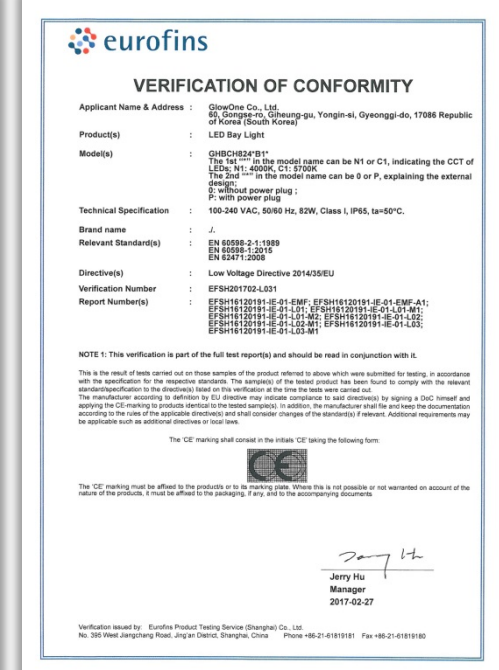 eurofins
VERIFICATION OF CONFORMITY
Applicant Name & Address : GlowOne Co., Ltd.
60, Gongse-ro, Giheung-gu, Yongin-si, Gyeonggi-do, 17086 Republic
of Korea (South Korea)
Product(s) : LED Bay Light
Model(s) : GHBCH824*B1*
The 1st "*" in the model name can be N1 or C1, indicating the CCT of
LEDs; N1: 4000K, C1: 5700K
The 2nd "*" in the model name can be 0 or P, explaining the external
design;
0: without power plug ;
P: with power plug
Technical Specification : 100-240 VAC, 50/60 Hz, 82W, Class I, IP65, ta=50°C.
Brand name : ./.
Relevant Standard(s) : EN 60598-2-1:1989
EN 60598-1:2015
EN 62471:2008
Directive(s) : Low Voltage Directive 2014/35/EU
Verification Number : EFSH201702-L031
Report Number(s) : EFSH16120191-IE-01-EMF; EFSH16120191-IE-01-EMF-A1;
EFSH16120191-IE-01-L01; EFSH16120191-IE-01-L01-M1;
EFSH16120191-IE-01-L01-M2; EFSH16120191-IE-01-L02;
EFSH16120191-IE-01-L02-M1; EFSH16120191-IE-01-L03;
EFSH16120191-IE-01-L03-M1
NOTE 1: This verification is part of the full test report(s) and should be read in conjunction with it.
This is the result of tests carried out on those samples of the product referred to above which were submitted for testing, in accordance
with the specification for the respective standards. The sample(s) of the tested product has been found to comply with the relevant
standard/specification to the directive(s) listed on this verification at the time the tests were carried out.
The manufacturer according to definition by EU directive may indicate compliance to said directive(s) by signing a DoC himself and
applying the CE-marking to products identical to the tested sample(s). In addition, the manufacturer shall file and keep the documentation
according to the rules of the applicable directive(s) and shall consider changes of the standard(s) if relevant. Additional requirements may
be applicable such as additional directives or local laws.
The 'CE' marking shall consist in the initials 'CE' taking the following form:
CE
The 'CE' marking must be affixed to the products or to its marking plate. Where this is not possible or not warranted on account of the
nature of the products, it must be affixed to the packaging, if any, and to the accompanying documents.
Jerry Hu
Manager
2017-02-27
Verification issued by: Eurofins Product Testing Service (Shanghai) Co., Ltd.
No. 395 West Jiangchang Road, Jing'an District, Shanghai, China Phone +86-21-61819181 Fax +86-21-61819180